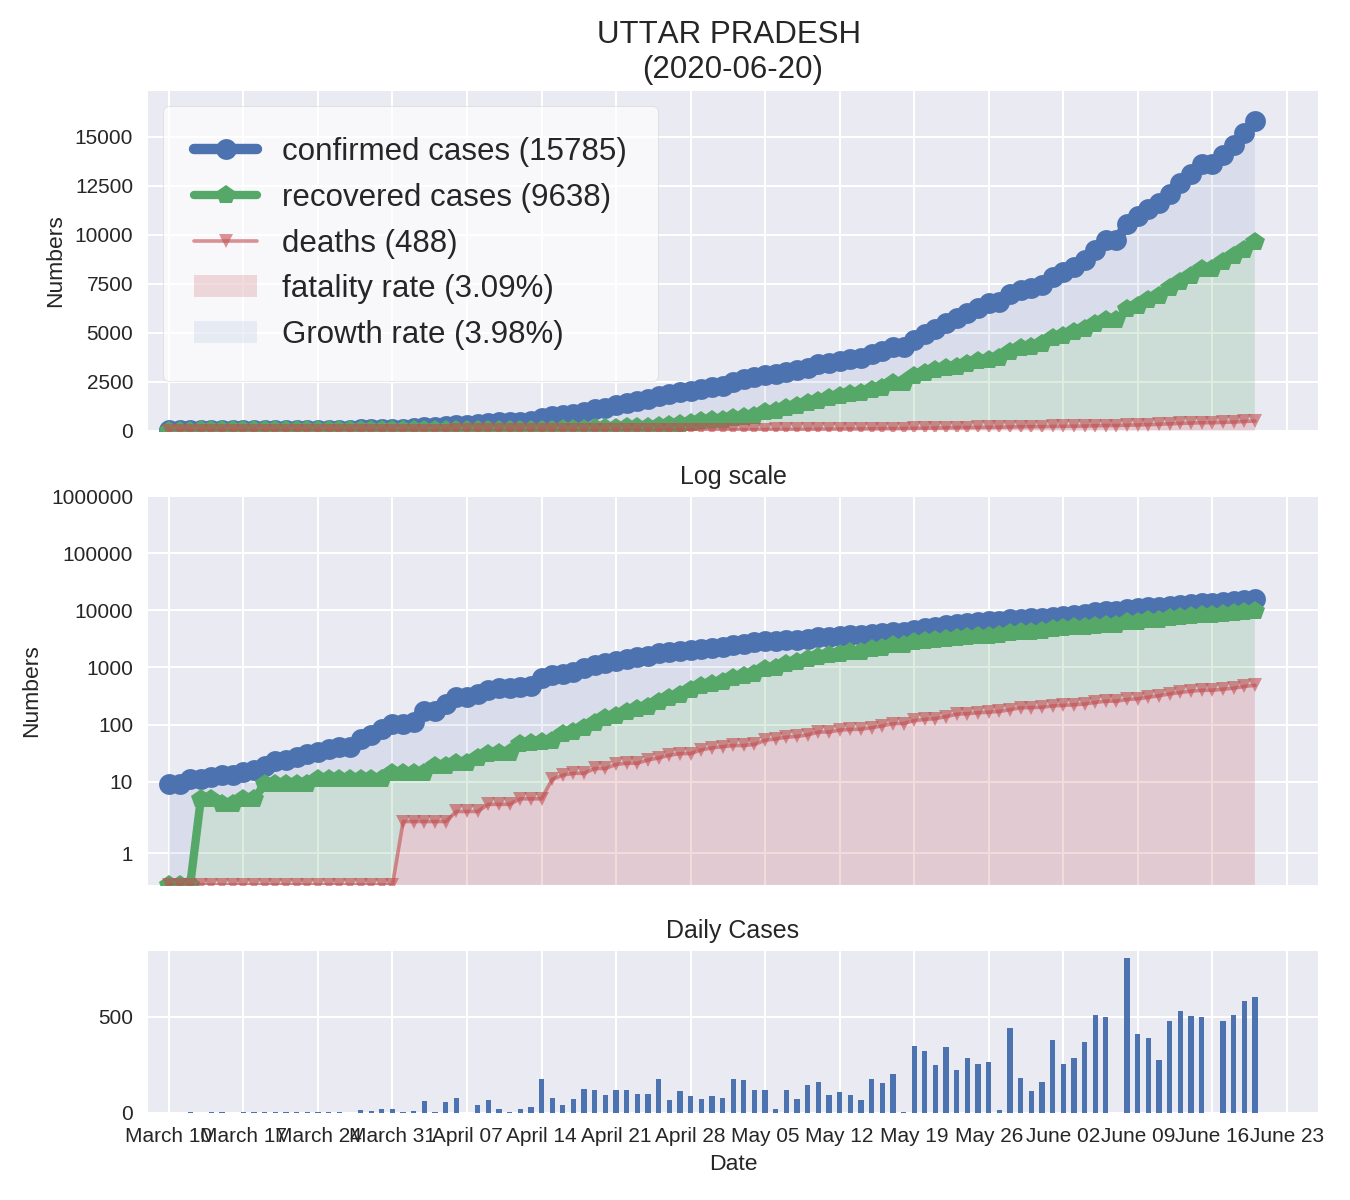 UTTAR PRADESH
(2020-06-20)
Numbers
15000
12500
10000
7500
5000
2500
0
confirmed cases (15785)
recovered cases (9638)
deaths (488)
fatality rate (3.09%)
Growth rate (3.98%)
Log scale
Numbers
1000000
100000
10000
1000
100
10
1
Daily Cases
500
0
March 10 March 17 March 24 March 31 April 07 April 14 April 21 April 28 May 05 May 12 May 19 May 26 June 02 June 09 June 16 June 23
Date